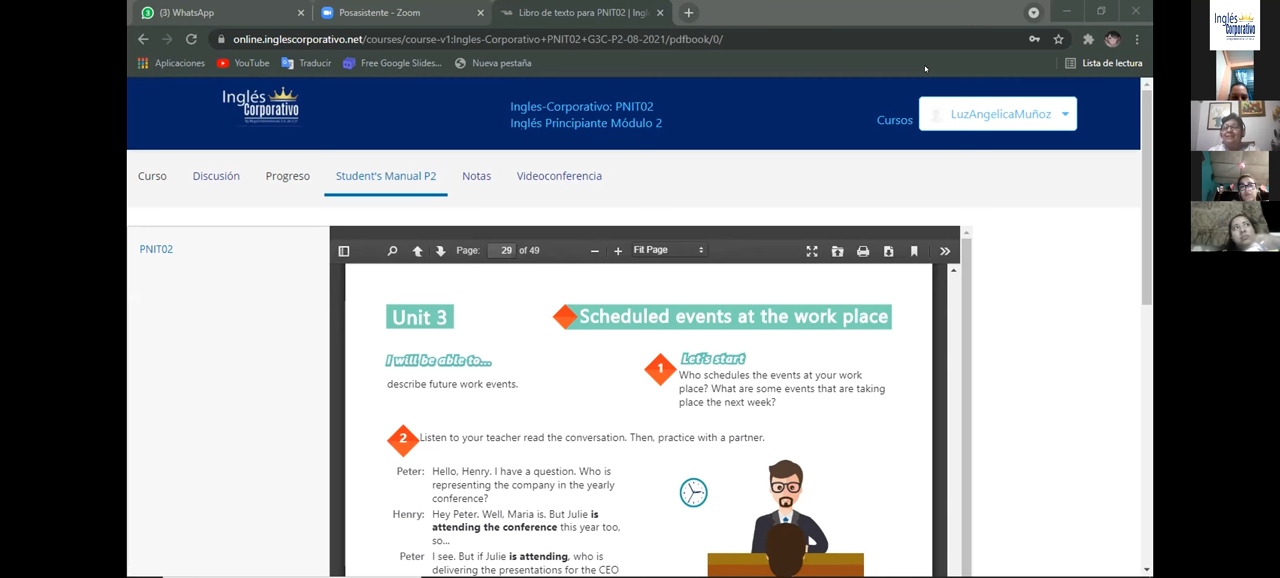 (3) WhatsApp
Posasistente - Zoom
Libro de texto para PNIT02 | Ingl
online.inglescorporativo.net/courses/course-v1:Ingles-Corporativo+PNIT02+G3C-P2-08-2021/pdfbook/0/
Aplicaciones
YouTube
Traducir
Free Google Slides...
Nueva pestaña
Lista de lectura
Inglés
Corporativo
Ingles-Corporativo: PNIT02
Inglés Principiante Módulo 2
Cursos
LuzAngelicaMuñoz
Curso
Discusión
Progreso
Student's Manual P2
Notas
Videoconferencia
PNIT02
Page: 29 of 49
Fit Page
Unit 3
Scheduled events at the work place
I will be able to...
describe future work events.
1
Let's start
Who schedules the events at your work
place? What are some events that are taking
place the next week?
2
Listen to your teacher read the conversation. Then, practice with a partner.
Peter: Hello, Henry. I have a question. Who is
representing the company in the yearly
conference?
Henry: Hey Peter. Well, Maria is. But Julie is
attending the conference this year too,
so...
Peter I see. But if Julie is attending, who is
delivering the presentations for the CEO
Inglés
Corporativo